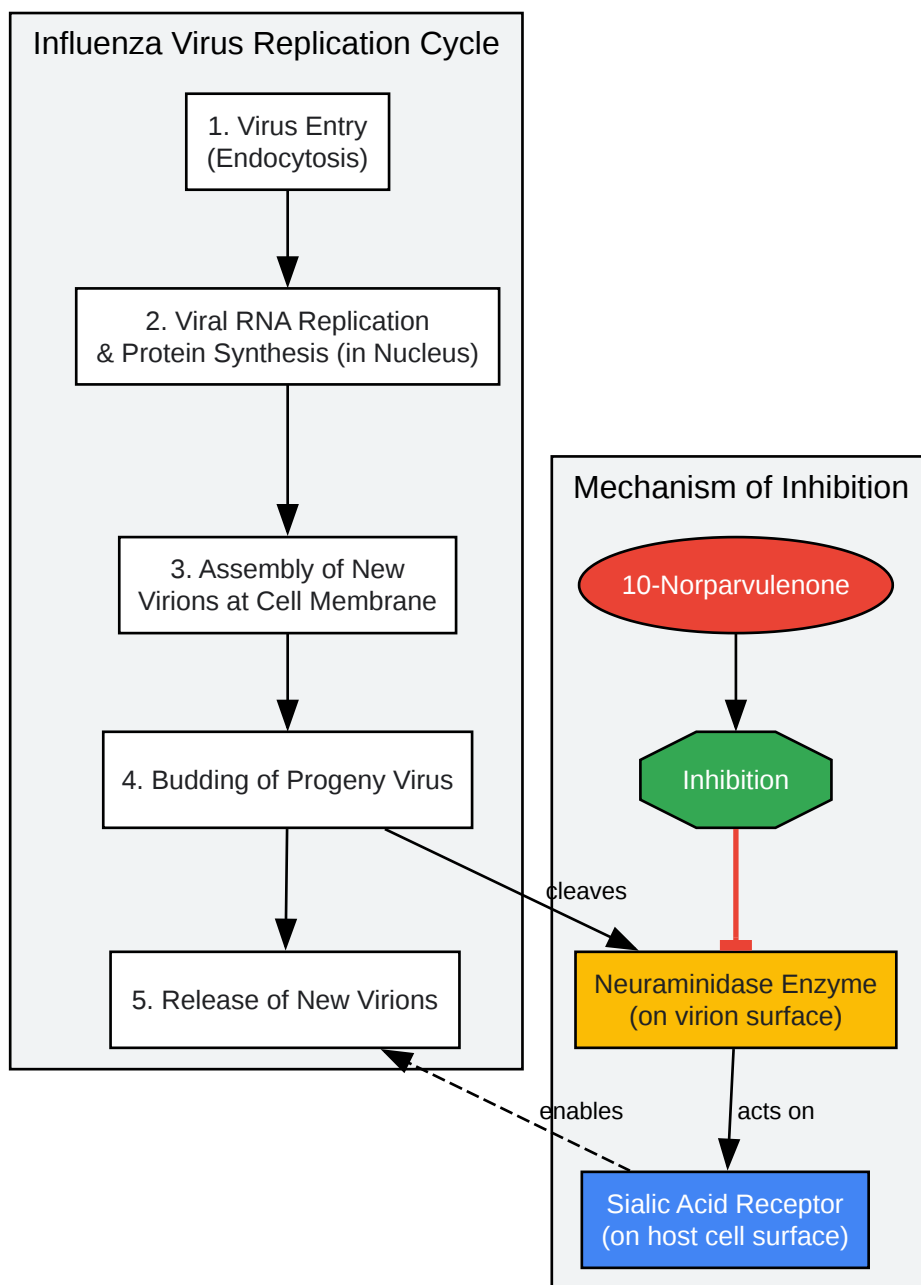 Influenza Virus Replication Cycle
1. Virus Entry
(Endocytosis)
2. Viral RNA Replication
& Protein Synthesis (in Nucleus)
3. Assembly of New
Virions at Cell Membrane
4. Budding of Progeny Virus
5. Release of New Virions
Mechanism of Inhibition
10-Norparvulenone
Inhibition
cleaves
Neuraminidase Enzyme
(on virion surface)
enables
acts on
Sialic Acid Receptor
(on host cell surface)